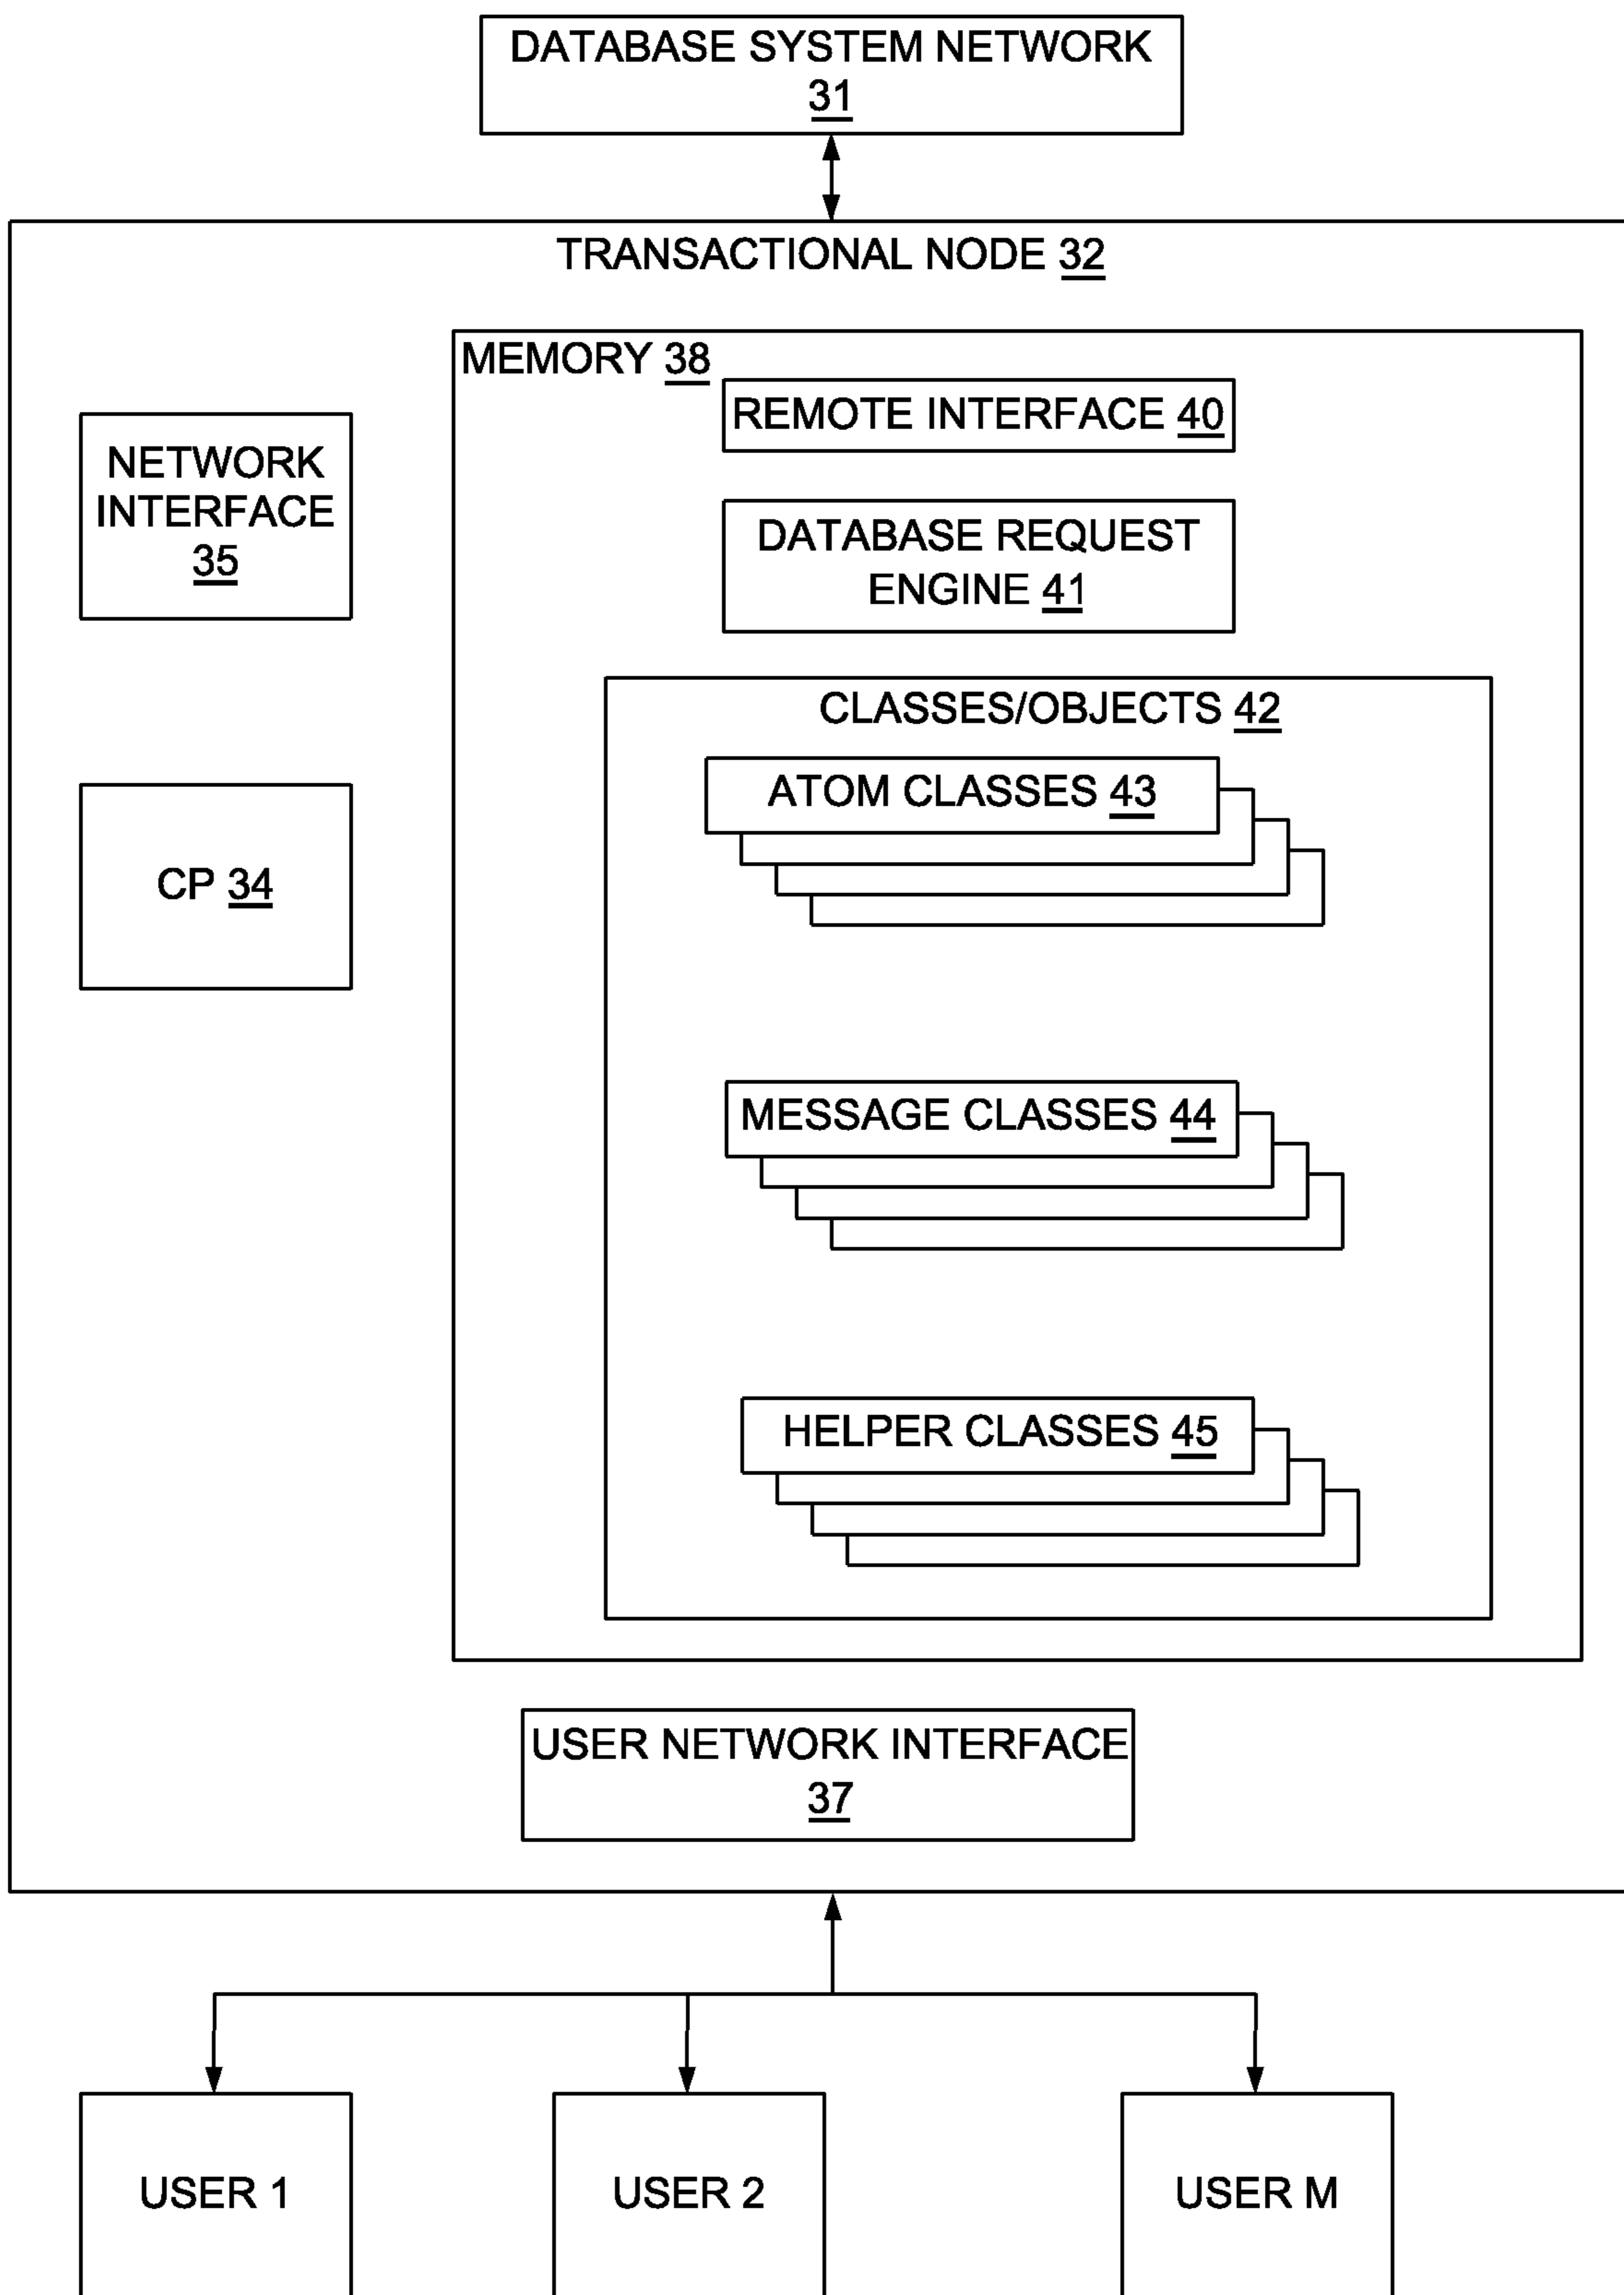 DATABASE SYSTEM NETWORK
31
TRANSACTIONAL NODE 32
MEMORY 38
REMOTE INTERFACE 40
NETWORK
INTERFACE
35
DATABASE REQUEST
ENGINE 41
CLASSES/OBJECTS 42
ATOM CLASSES 43
CP 34
MESSAGE CLASSES 44
HELPER CLASSES 45
USER NETWORK INTERFACE
37
USER 1
USER 2
USER M